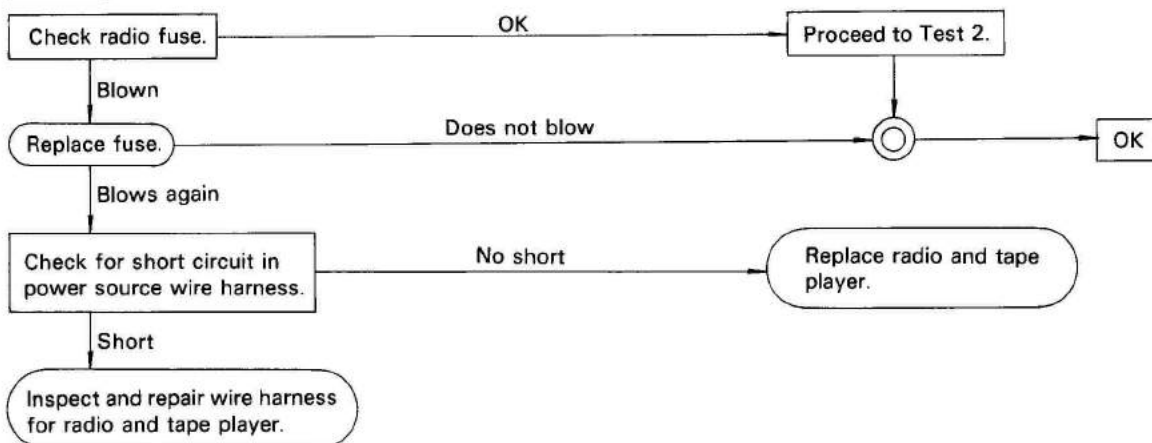 Check radio fuse.
OK
Proceed to Test 2.
Blown
Replace fuse.
Does not blow
OK
Blows again
Check for short circuit in
power source wire harness.
No short
Replace radio and tape
player.
Short
Inspect and repair wire harness
for radio and tape player.